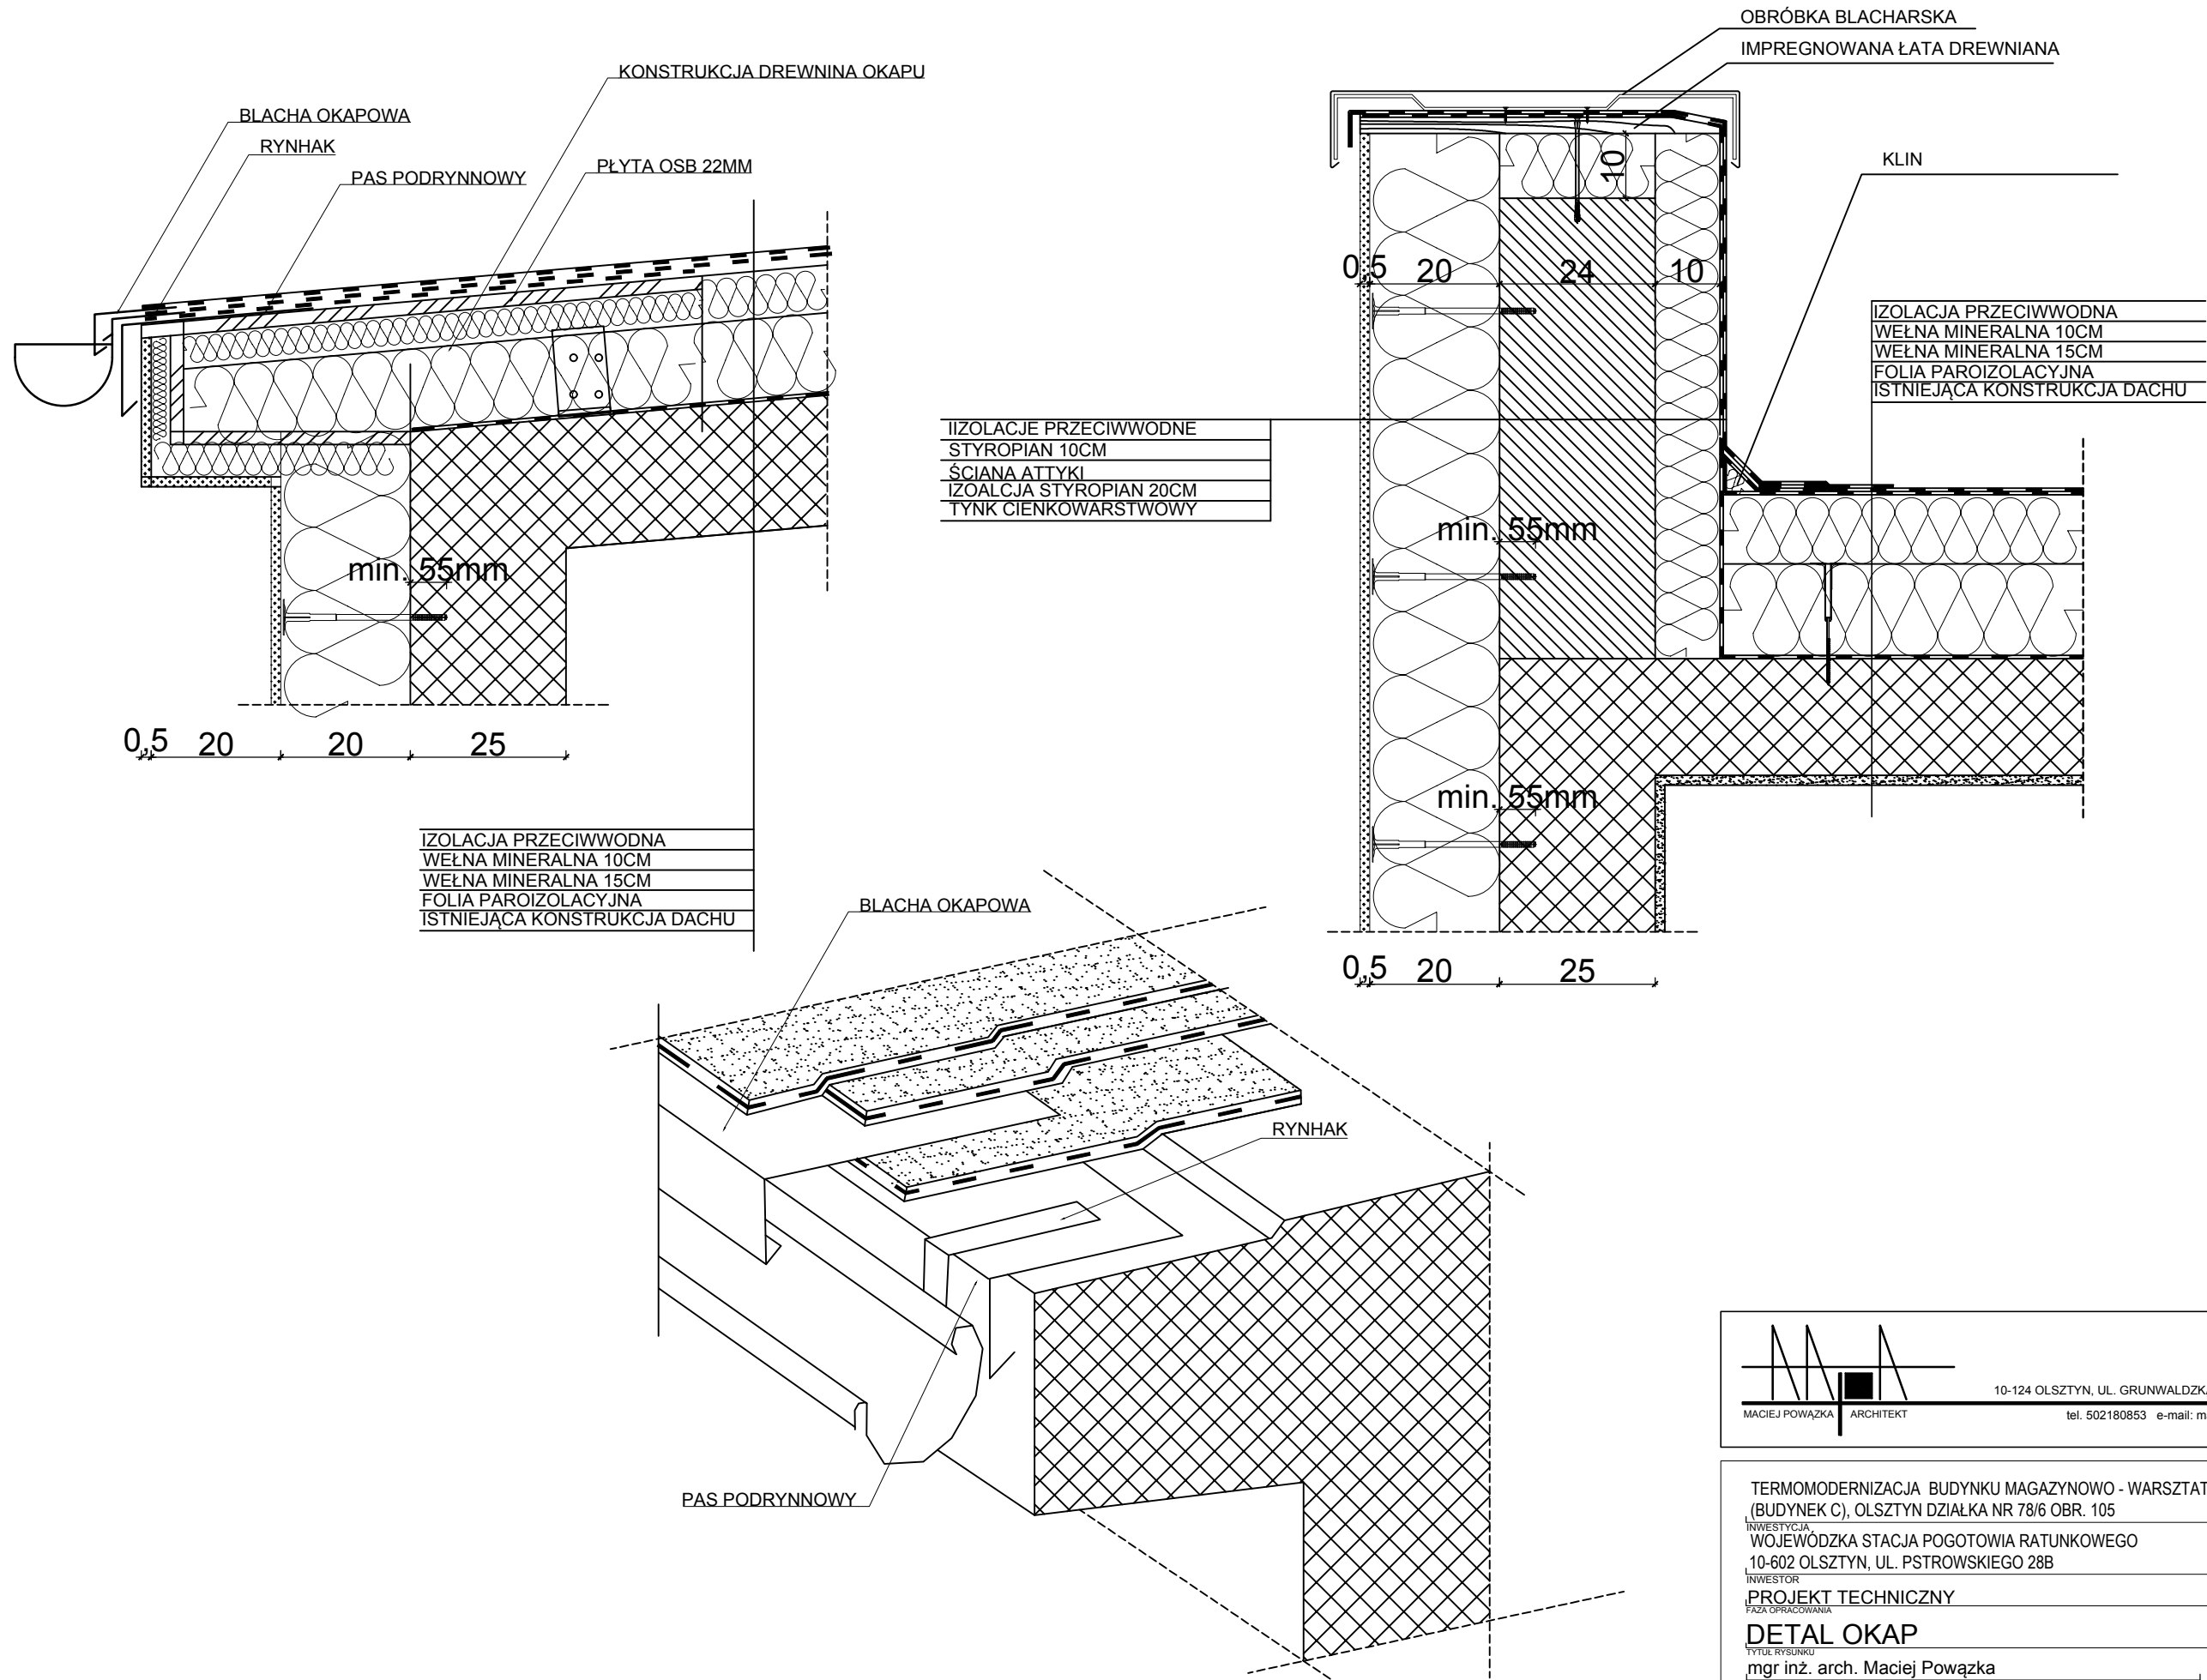 KONSTRUKCJA DREWNINA OKAPU
BLACHA OKAPOWA
RYNHAK
PAS PODRYNNOWY
PŁYTA OSB 22MM
min. 55mm
0,5 20 20 25
IZOLACJA PRZECIWWODNA
WEŁNA MINERALNA 10CM
WEŁNA MINERALNA 15CM
FOLIA PAROIZOLACYJNA
ISTNIEJĄCA KONSTRUKCJA DACHU
OBRÓBKA BLACHARSKA
IMPREGNOWANA ŁATA DREWNIANA
KLIN
10
0,5 20 24 10
IZOLACJA PRZECIWWODNA
WEŁNA MINERALNA 10CM
WEŁNA MINERALNA 15CM
FOLIA PAROIZOLACYJNA
ISTNIEJĄCA KONSTRUKCJA DACHU
IIZOLACJE PRZECIWWODNE
STYROPIAN 10CM
ŚCIANA ATTYKI
IZOALCJA STYROPIAN 20CM
TYNK CIENKOWARSTWOWY
min. 55mm
min. 55mm
0,5 20 25
BLACHA OKAPOWA
RYNHAK
PAS PODRYNNOWY
10-124 OLSZTYN, UL. GRUNWALDZKA
MACIEJ POWĄZKA ARCHITEKT
tel. 502180853 e-mail: m
TERMOMODERNIZACJA BUDYNKU MAGAZYNOWO - WARSZTAT
(BUDYNEK C), OLSZTYN DZIAŁKA NR 78/6 OBR. 105
INWESTYCJA
WOJEWÓDZKA STACJA POGOTOWIA RATUNKOWEGO
10-602 OLSZTYN, UL. PSTROWSKIEGO 28B
INWESTOR
PROJEKT TECHNICZNY
FAZA OPRACOWANIA
DETAL OKAP
TYTUŁ RYSUNKU
mgr inż. arch. Maciej Powązka